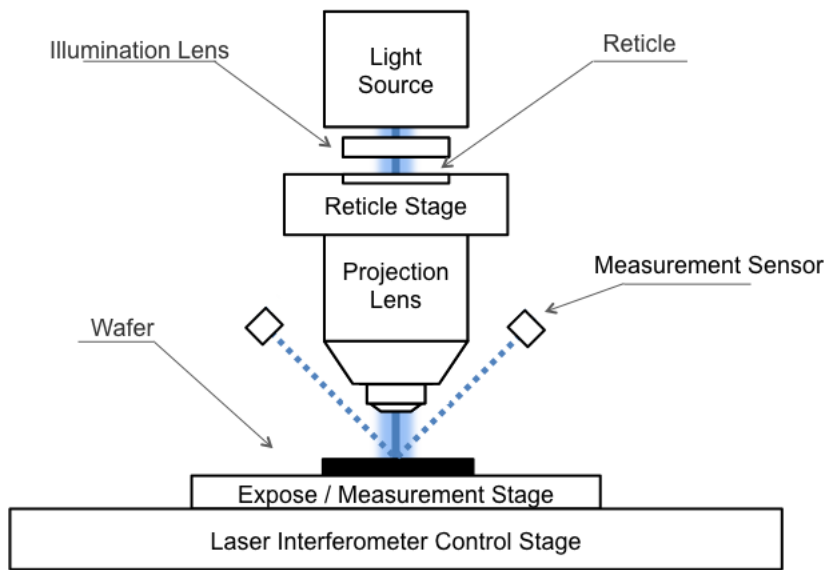 Illumination Lens
Light
Source
Reticle
Reticle Stage
Projection
Lens
Measurement Sensor
Wafer
Expose / Measurement Stage
Laser Interferometer Control Stage